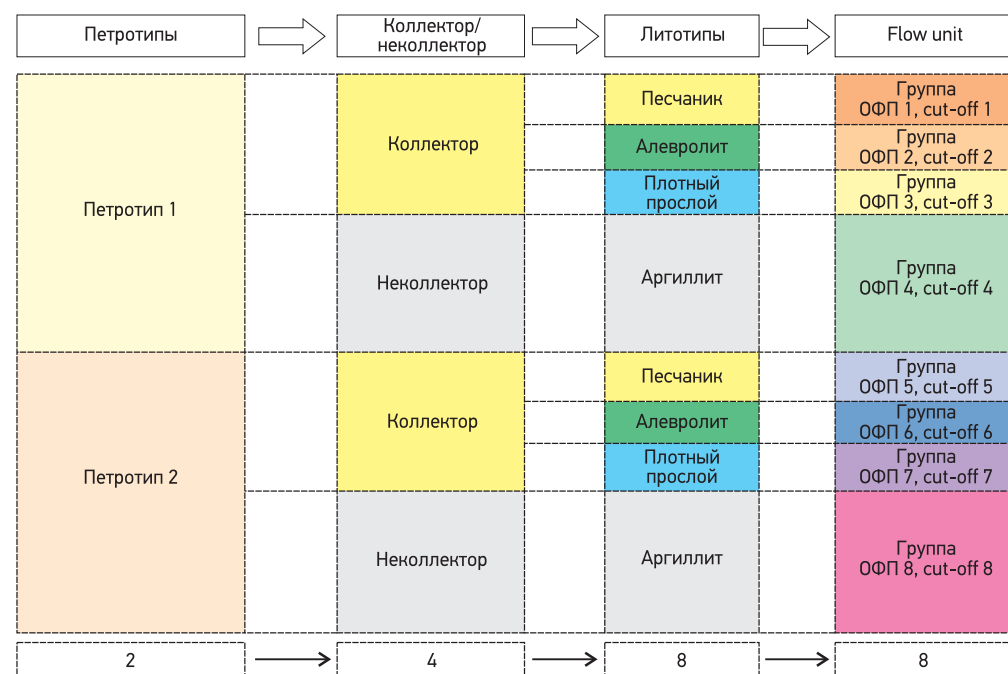 Петротипы
Коллектор/
неколлектор
Литотипы
Flow unit
Петротип 1
Коллектор
Песчаник
Группа
ОФП 1, cut-off 1
Алевролит
Группа
ОФП 2, cut-off 2
Плотный
прослой
Группа
ОФП 3, cut-off 3
Неколлектор
Аргиллит
Группа
ОФП 4, cut-off 4
Петротип 2
Коллектор
Песчаник
Группа
ОФП 5, cut-off 5
Алевролит
Группа
ОФП 6, cut-off 6
Плотный
прослой
Группа
ОФП 7, cut-off 7
Неколлектор
Аргиллит
Группа
ОФП 8, cut-off 8
2
4
8
8